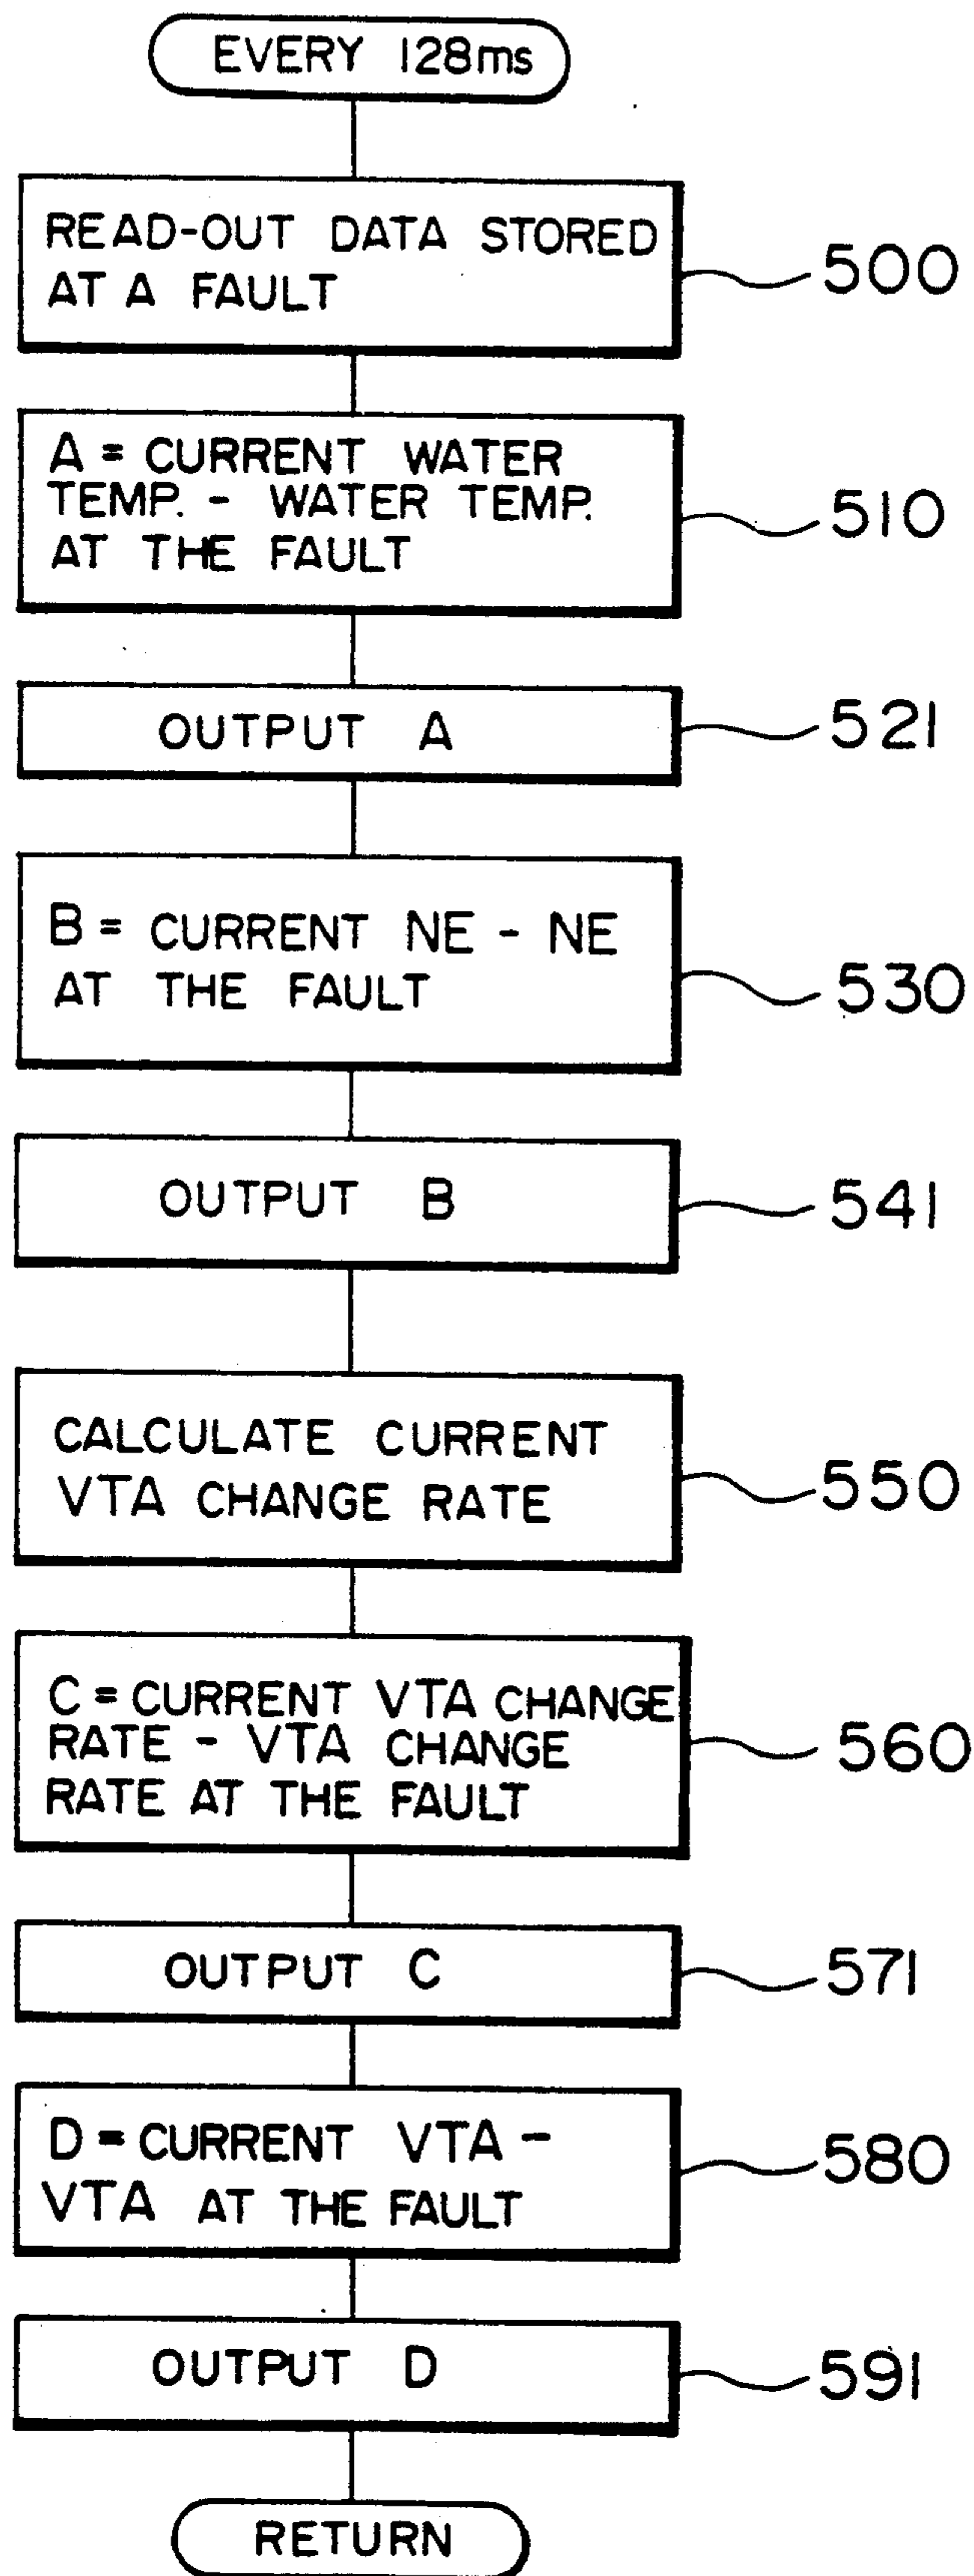 EVERY 128ms
READ-OUT DATA STORED
AT A FAULT
500
A = CURRENT WATER
TEMP. - WATER TEMP.
AT THE FAULT
510
OUTPUT A
521
B = CURRENT NE - NE
AT THE FAULT
530
OUTPUT B
541
CALCULATE CURRENT
VTA CHANGE RATE
550
C = CURRENT VTA CHANGE
RATE - VTA CHANGE
RATE AT THE FAULT
560
OUTPUT C
571
D = CURRENT VTA -
VTA AT THE FAULT
580
OUTPUT D
591
RETURN